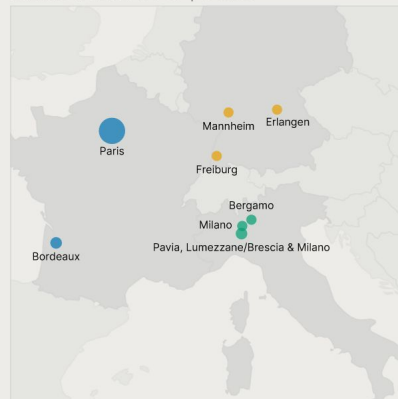 Mannheim
Erlangen
Paris
Freiburg
Bergamo
Milano
Pavia, Lumezzane/Brescia & Milano
Bordeaux